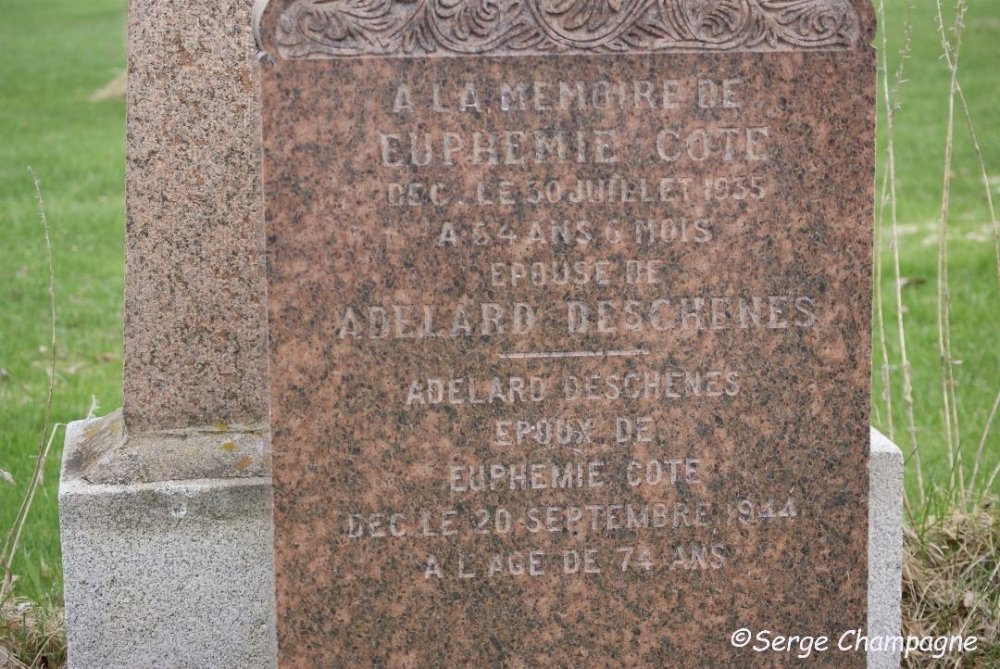 A LA MEMOIRE DE
EUPHEMIE COTE
DEC. LE 30 JUILLET 1935
A 64 ANS 6 MOIS
EPOUSE DE
ADELARD DESCHENES
ADELARD DESCHENES
EPOUX DE
EUPHEMIE COTE
DEC LE 20 SEPTEMBRE 1944
A L'AGE DE 74 ANS
©Serge Champagne